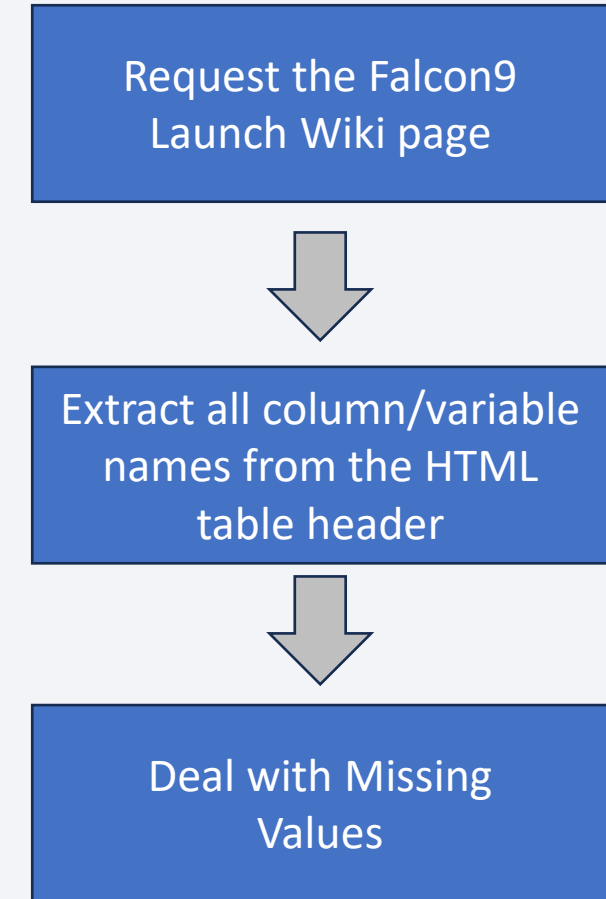 Request the Falcon9
Launch Wiki page
Extract all column/variable
names from the HTML
table header
Deal with Missing
Values